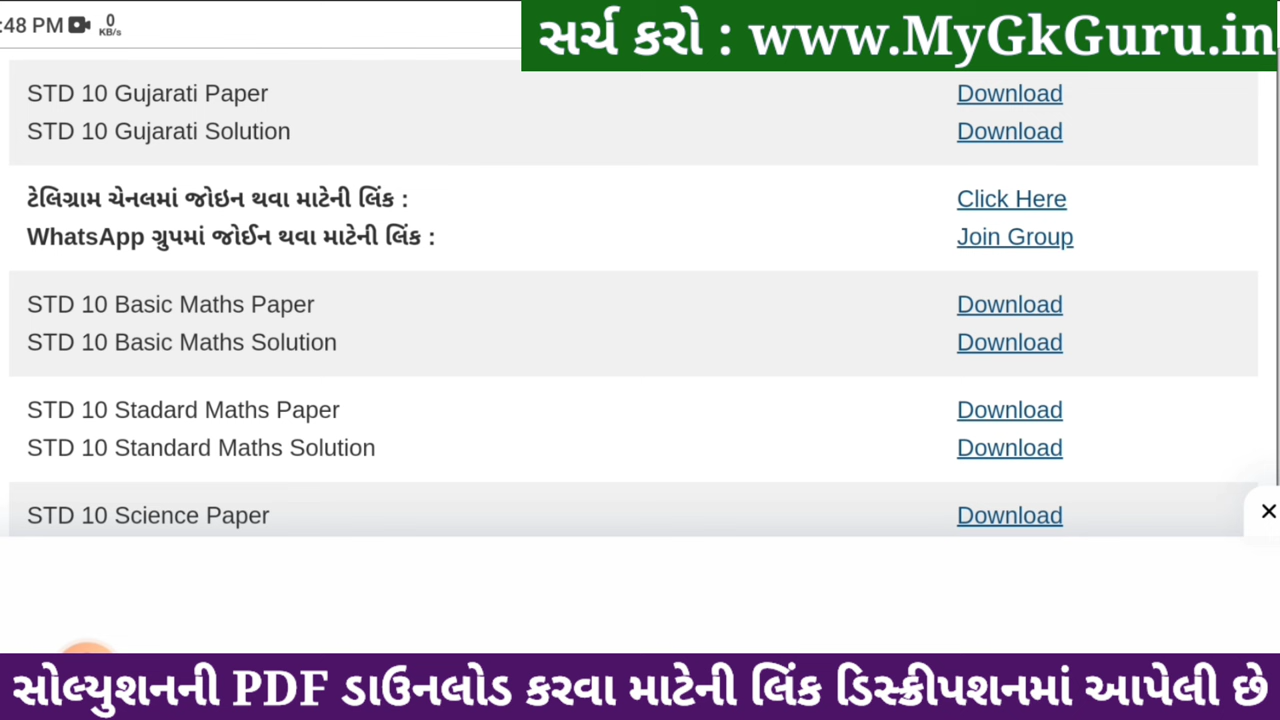 :48 PM 0 KB/s
સર્ચ કરો : www.MyGkGuru.in
STD 10 Gujarati Paper Download
STD 10 Gujarati Solution Download
ટેલિગ્રામ ચેનલમાં જોઇન થવા માટેની લિંક : Click Here
WhatsApp ગ્રુપમાં જોઈન થવા માટેની લિંક : Join Group
STD 10 Basic Maths Paper Download
STD 10 Basic Maths Solution Download
STD 10 Stadard Maths Paper Download
STD 10 Standard Maths Solution Download
STD 10 Science Paper Download
સોલ્યુશનની PDF ડાઉનલોડ કરવા માટેની લિંક ડિસ્ક્રીપશનમાં આપેલી છે